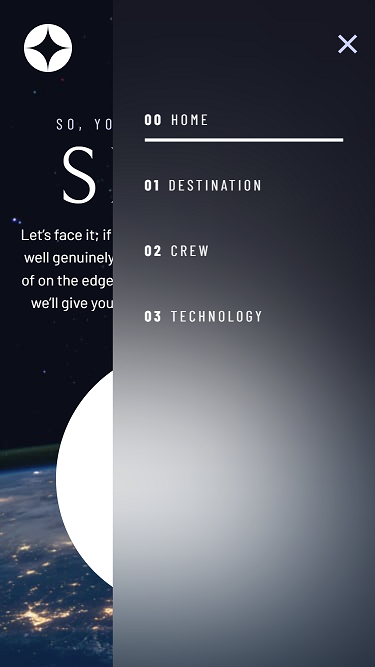 SO, YO
S
Let's face it; if
well genuinely
of on the edge
we'll give you
00 HOME
01 DESTINATION
02 CREW
03 TECHNOLOGY